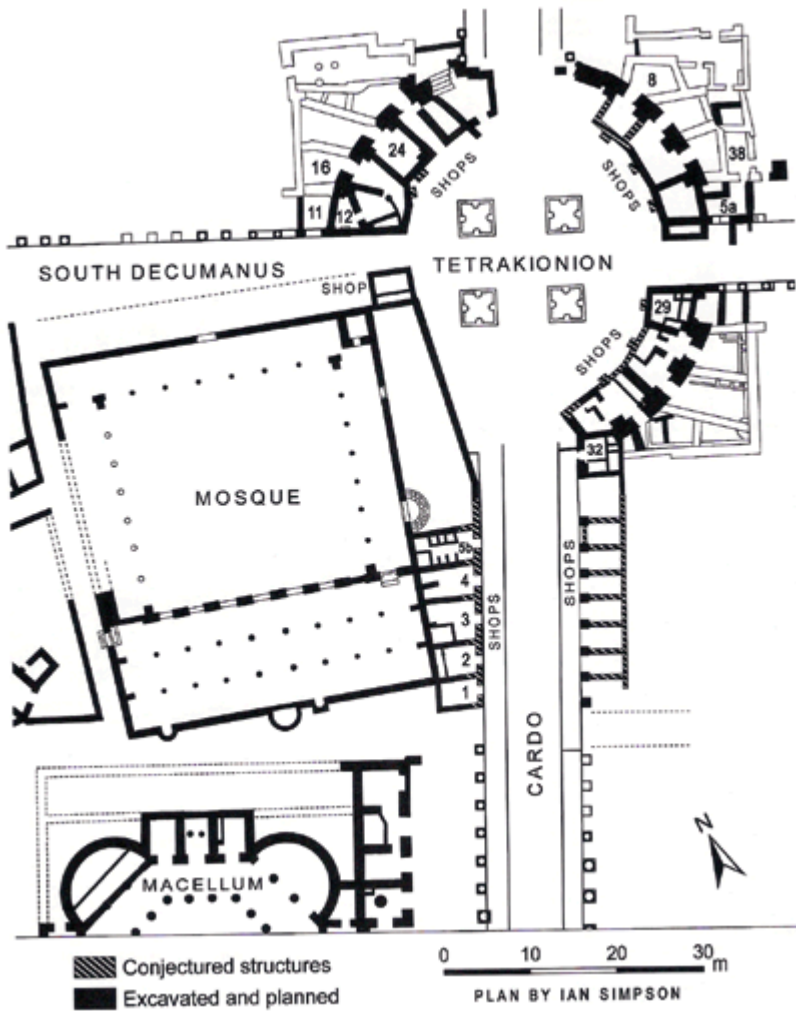 8
24
38
16
SHOPS
SHOPS
11
12
5a
SOUTH DECUMANUS
TETRAKIONION
SHOP
29
SHOPS
32
MOSQUE
5b
SHOPS
4
SHOPS
3
2
1
CARDO
N
MACELLUM
Conjectured structures
Excavated and planned
0 10 20 30
m
PLAN BY IAN SIMPSON